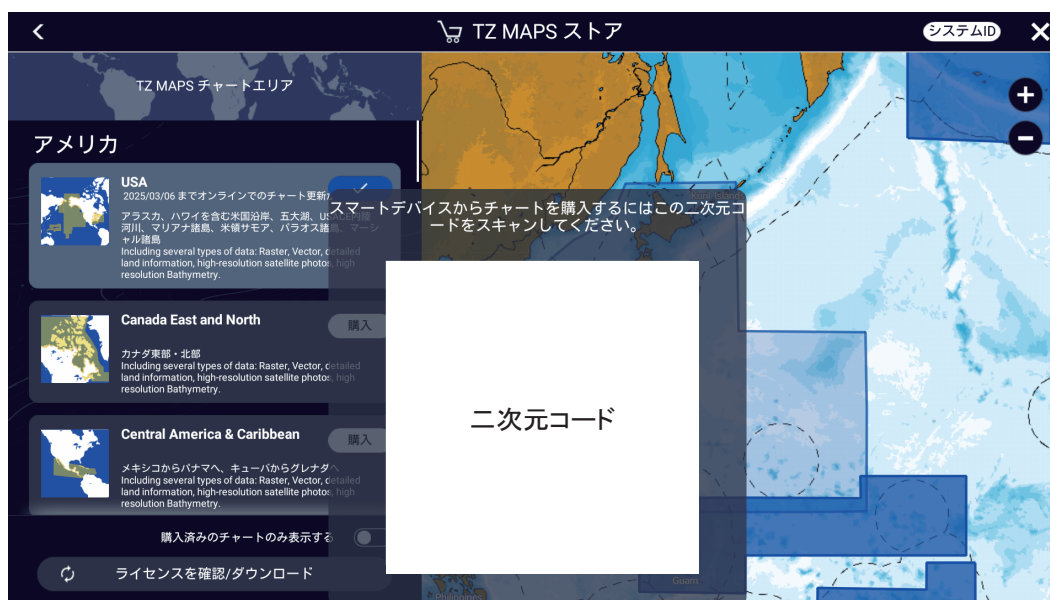 TZ MAPS ストア
システムID
TZ MAPS チャートエリア
アメリカ
USA
2025/03/06 までオンラインでのチャート更新
アラスカ、ハワイを含む米国沿岸、五大湖、USACE内陸
河川、マリアナ諸島、米領サモア、パラオス諸島、マーシ
ャル諸島
Including several types of data: Raster, Vector, detailed
land information, high-resolution satellite photos, high
resolution Bathymetry.
スマートデバイスからチャートを購入するにはこの二次元コ
ードをスキャンしてください。
二次元コード
Canada East and North
購入
カナダ東部・北部
Including several types of data: Raster, Vector, detailed
land information, high-resolution satellite photos, high
resolution Bathymetry.
Central America & Caribbean
購入
メキシコからパナマへ、キューバからグレナダへ
Including several types of data: Raster, Vector, detailed
land information, high-resolution satellite photos, high
resolution Bathymetry.
購入済みのチャートのみ表示する
ライセンスを確認/ダウンロード
Guam
Philippines